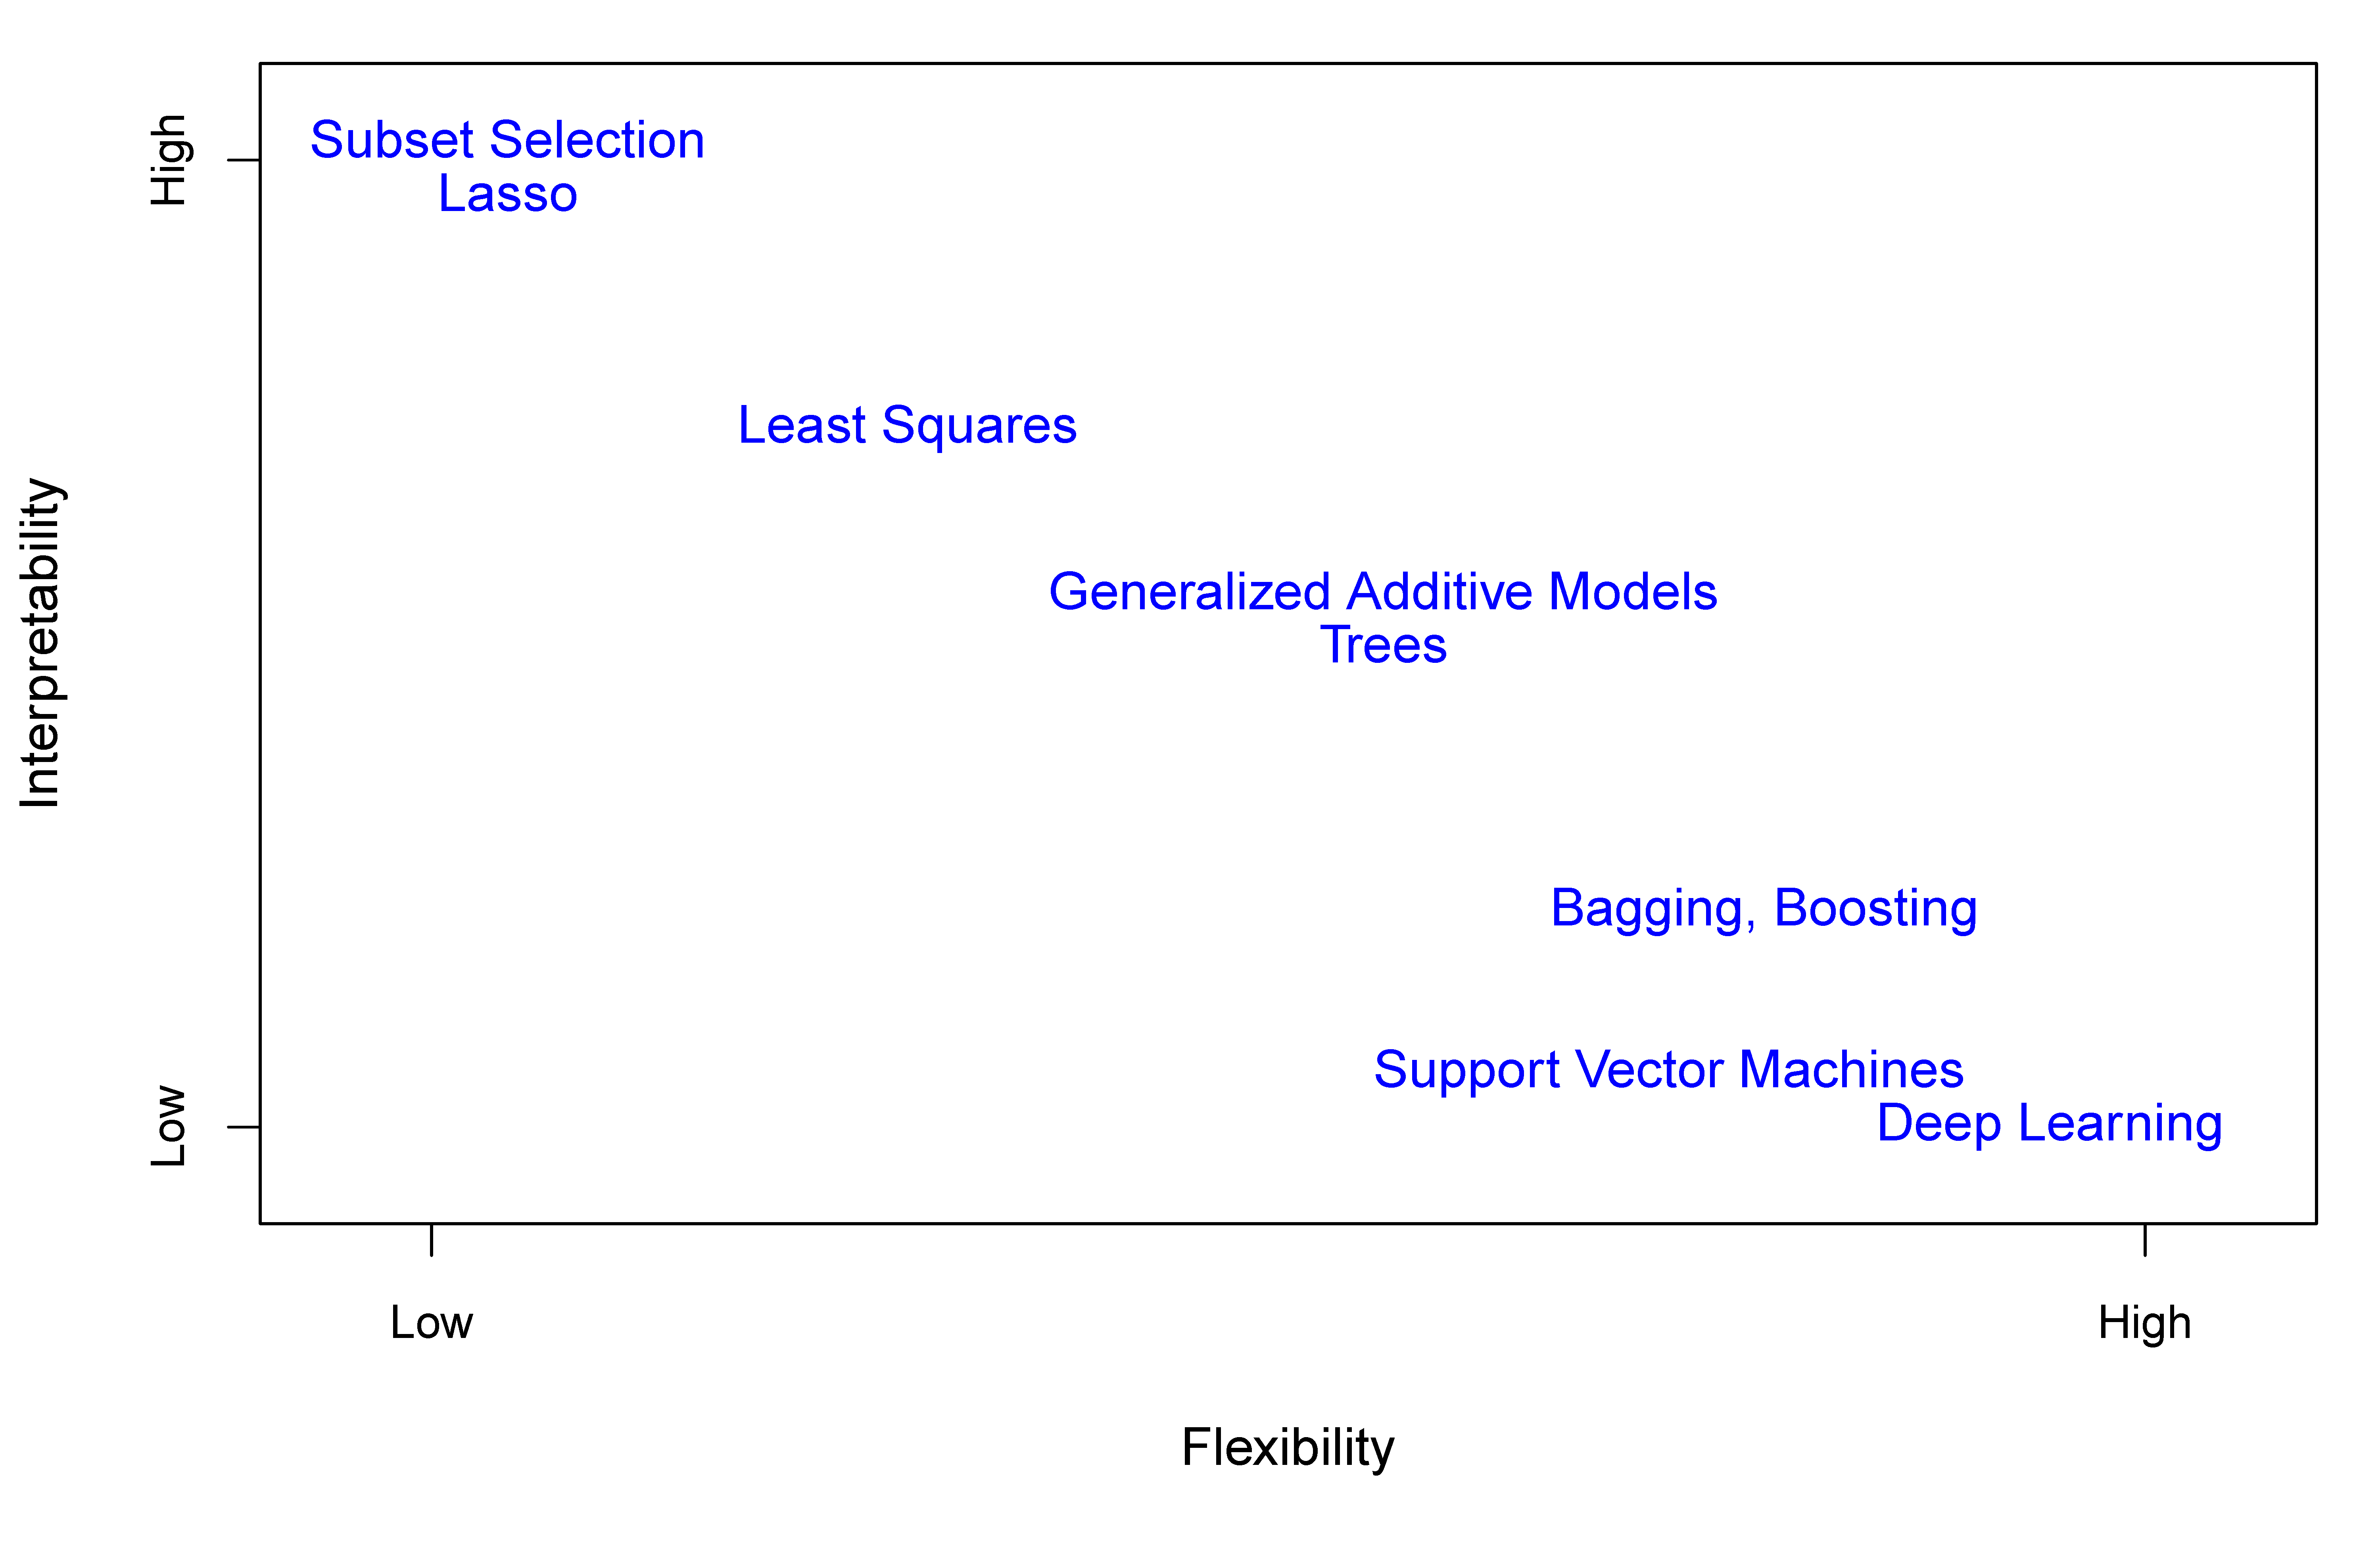 High
Subset Selection
Lasso
Least Squares
Interpretability
Generalized Additive Models
Trees
Bagging, Boosting
Support Vector Machines
Low
Deep Learning
Low
High
Flexibility